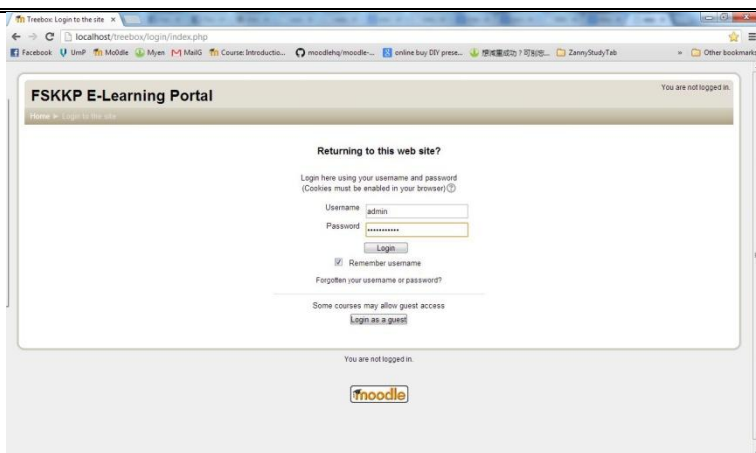 Treebox: Login to the site
localhost/treebox/login/index.php
Facebook UmP Mo0dle Myen MailG Course: Introductio... moodlehq/moodle-... online buy DIY prese... ZannyStudyTab » Other bookmarks
FSKKP E-Learning Portal
You are not logged in.
Home ► Login to the site
Returning to this web site?
Login here using your username and password
(Cookies must be enabled in your browser)
Username admin
Password
Login
Remember username
Forgotten your username or password?
Some courses may allow guest access
Login as a guest
You are not logged in.
moodle